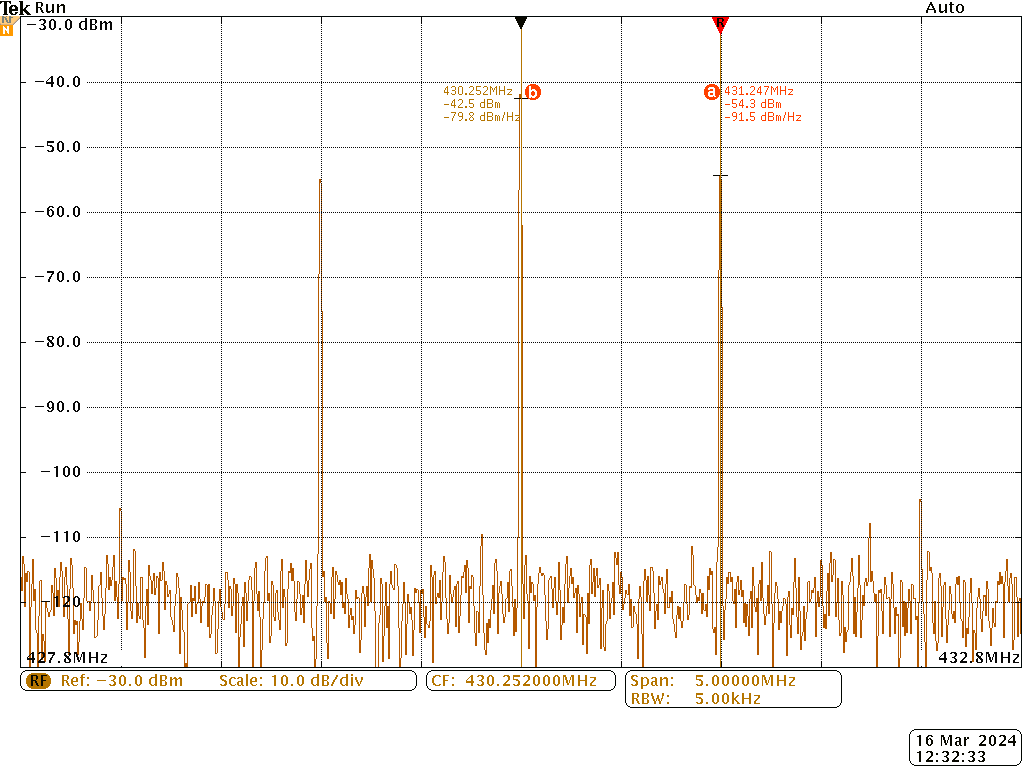 Tek Run Auto
RF
N
−30.0 dBm
R
−40.0
430.252MHz
−42.5 dBm
−79.8 dBm/Hz
b
a
431.247MHz
−54.3 dBm
−91.5 dBm/Hz
−50.0
−60.0
−70.0
−80.0
−90.0
−100
−110
−120
427.8MHz 432.8MHz
RF Ref: −30.0 dBm Scale: 10.0 dB/div CF: 430.252000MHz Span: 5.00000MHz
RBW: 5.00kHz
16 Mar 2024
12:32:33